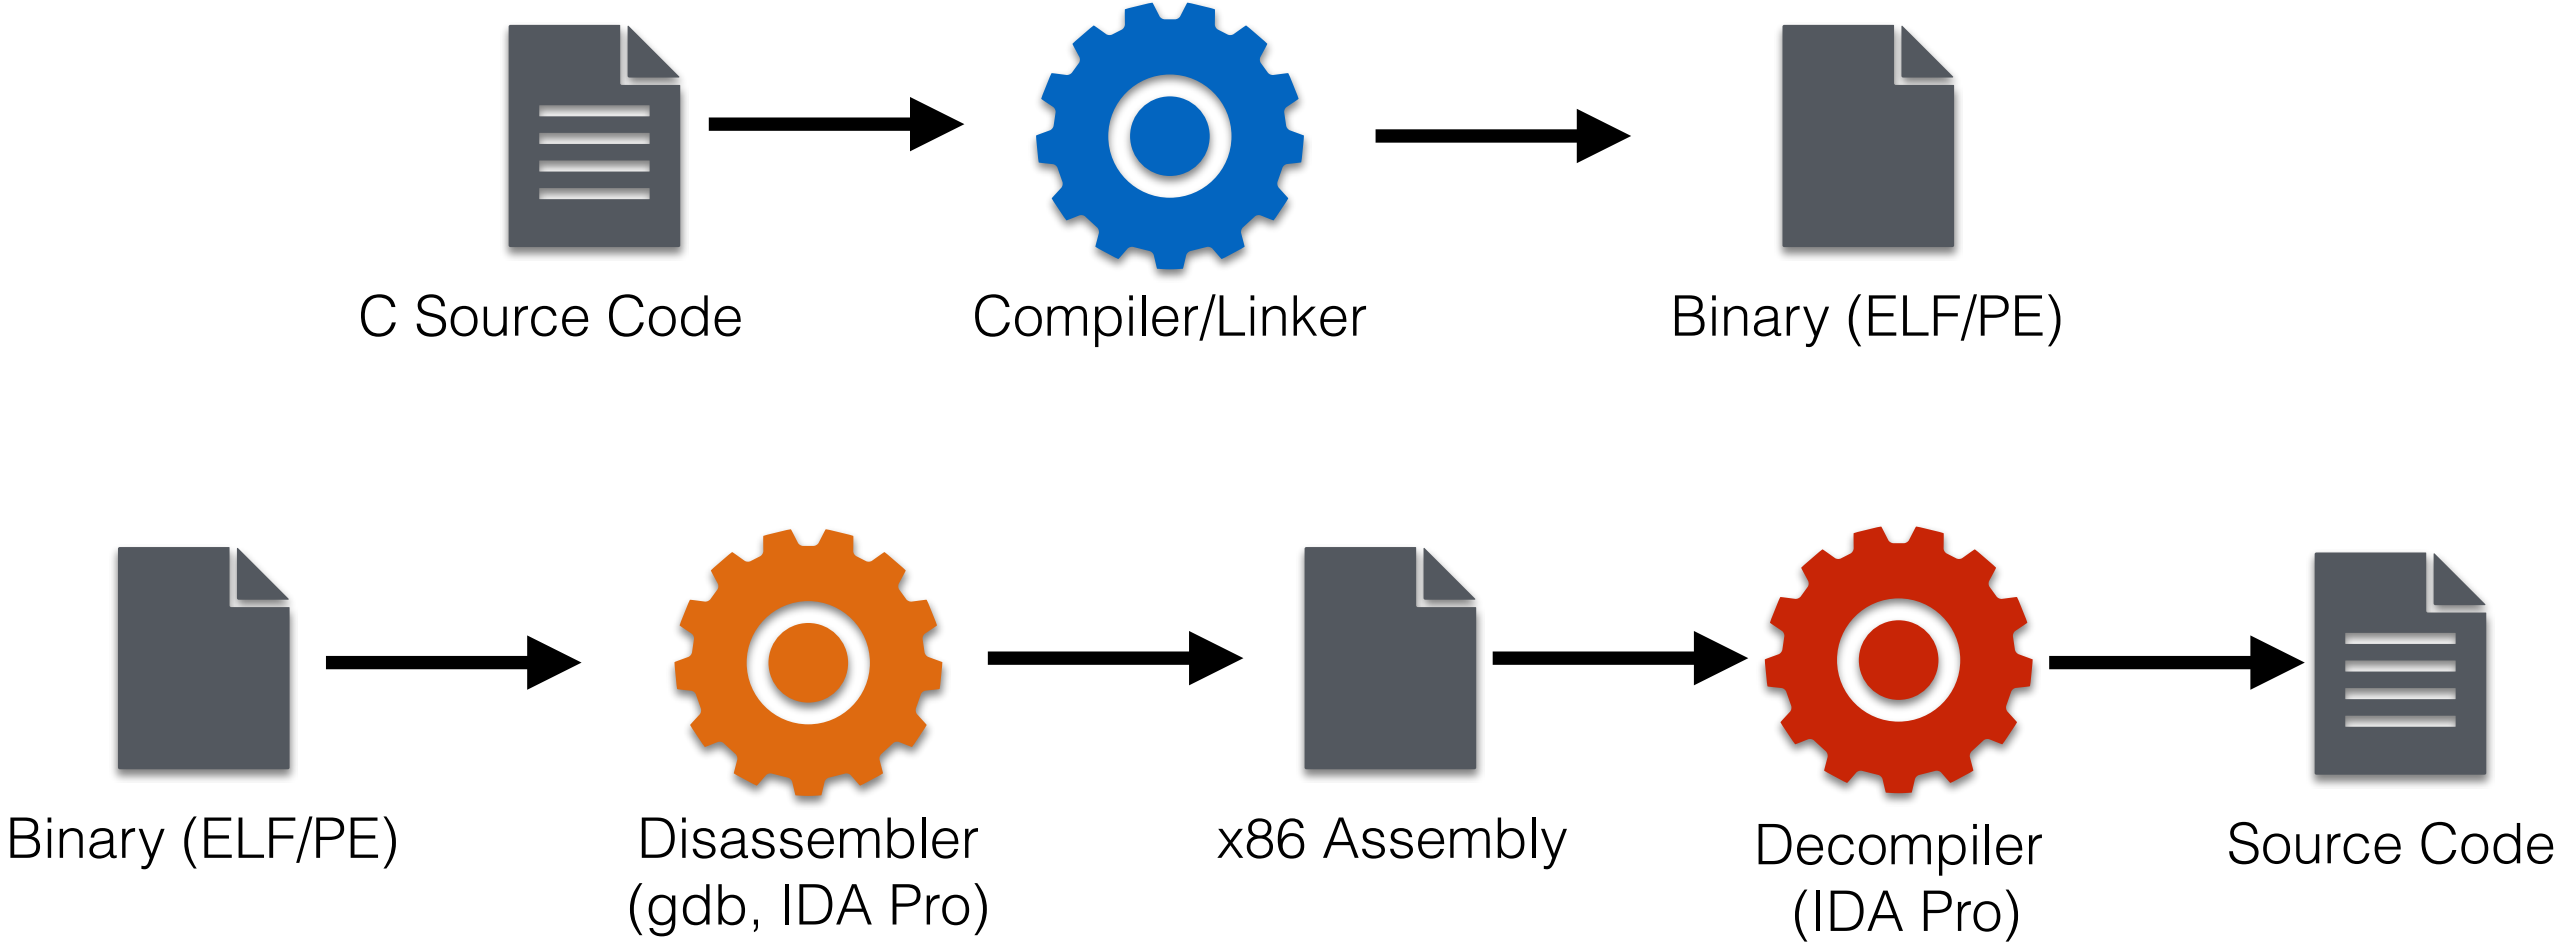 C Source Code
Compiler/Linker
Binary (ELF/PE)
Binary (ELF/PE)
Disassembler
(gdb, IDA Pro)
x86 Assembly
Decompiler
(IDA Pro)
Source Code